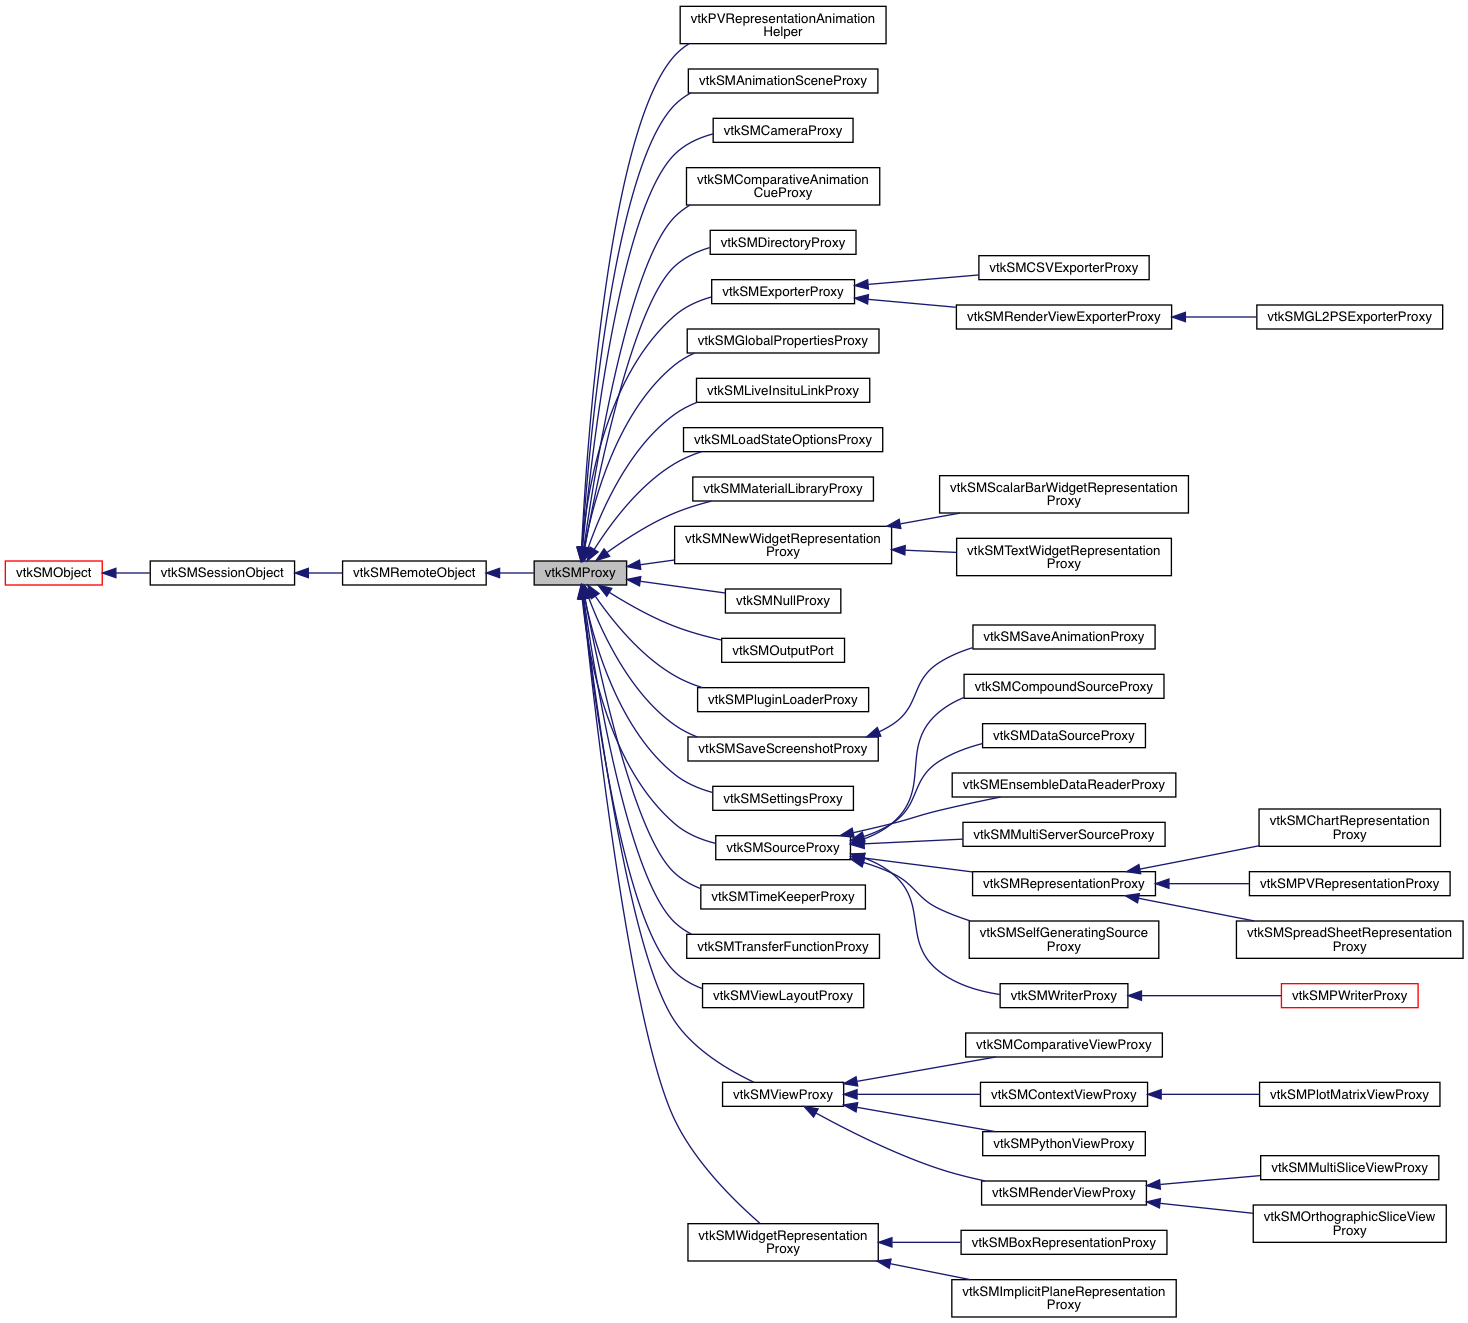 vtkPVRepresentationAnimation
Helper
vtkSMAnimationSceneProxy
vtkSMCameraProxy
vtkSMComparativeAnimation
CueProxy
vtkSMDirectoryProxy
vtkSMExporterProxy
vtkSMCSVExporterProxy
vtkSMRenderViewExporterProxy
vtkSMGL2PSExporterProxy
vtkSMGlobalPropertiesProxy
vtkSMLiveInsituLinkProxy
vtkSMLoadStateOptionsProxy
vtkSMMaterialLibraryProxy
vtkSMNewWidgetRepresentation
Proxy
vtkSMScalarBarWidgetRepresentation
Proxy
vtkSMTextWidgetRepresentation
Proxy
vtkSMObject
vtkSMSessionObject
vtkSMRemoteObject
vtkSMProxy
vtkSMNullProxy
vtkSMOutputPort
vtkSMPluginLoaderProxy
vtkSMSaveScreenshotProxy
vtkSMSaveAnimationProxy
vtkSMSettingsProxy
vtkSMSourceProxy
vtkSMCompoundSourceProxy
vtkSMDataSourceProxy
vtkSMEnsembleDataReaderProxy
vtkSMMultiServerSourceProxy
vtkSMRepresentationProxy
vtkSMChartRepresentation
Proxy
vtkSMPVRepresentationProxy
vtkSMSpreadSheetRepresentation
Proxy
vtkSMSelfGeneratingSource
Proxy
vtkSMWriterProxy
vtkSMPWriterProxy
vtkSMTimeKeeperProxy
vtkSMTransferFunctionProxy
vtkSMViewLayoutProxy
vtkSMViewProxy
vtkSMComparativeViewProxy
vtkSMContextViewProxy
vtkSMPlotMatrixViewProxy
vtkSMPythonViewProxy
vtkSMRenderViewProxy
vtkSMMultiSliceViewProxy
vtkSMOrthographicSliceView
Proxy
vtkSMWidgetRepresentation
Proxy
vtkSMBoxRepresentationProxy
vtkSMImplicitPlaneRepresentation
Proxy